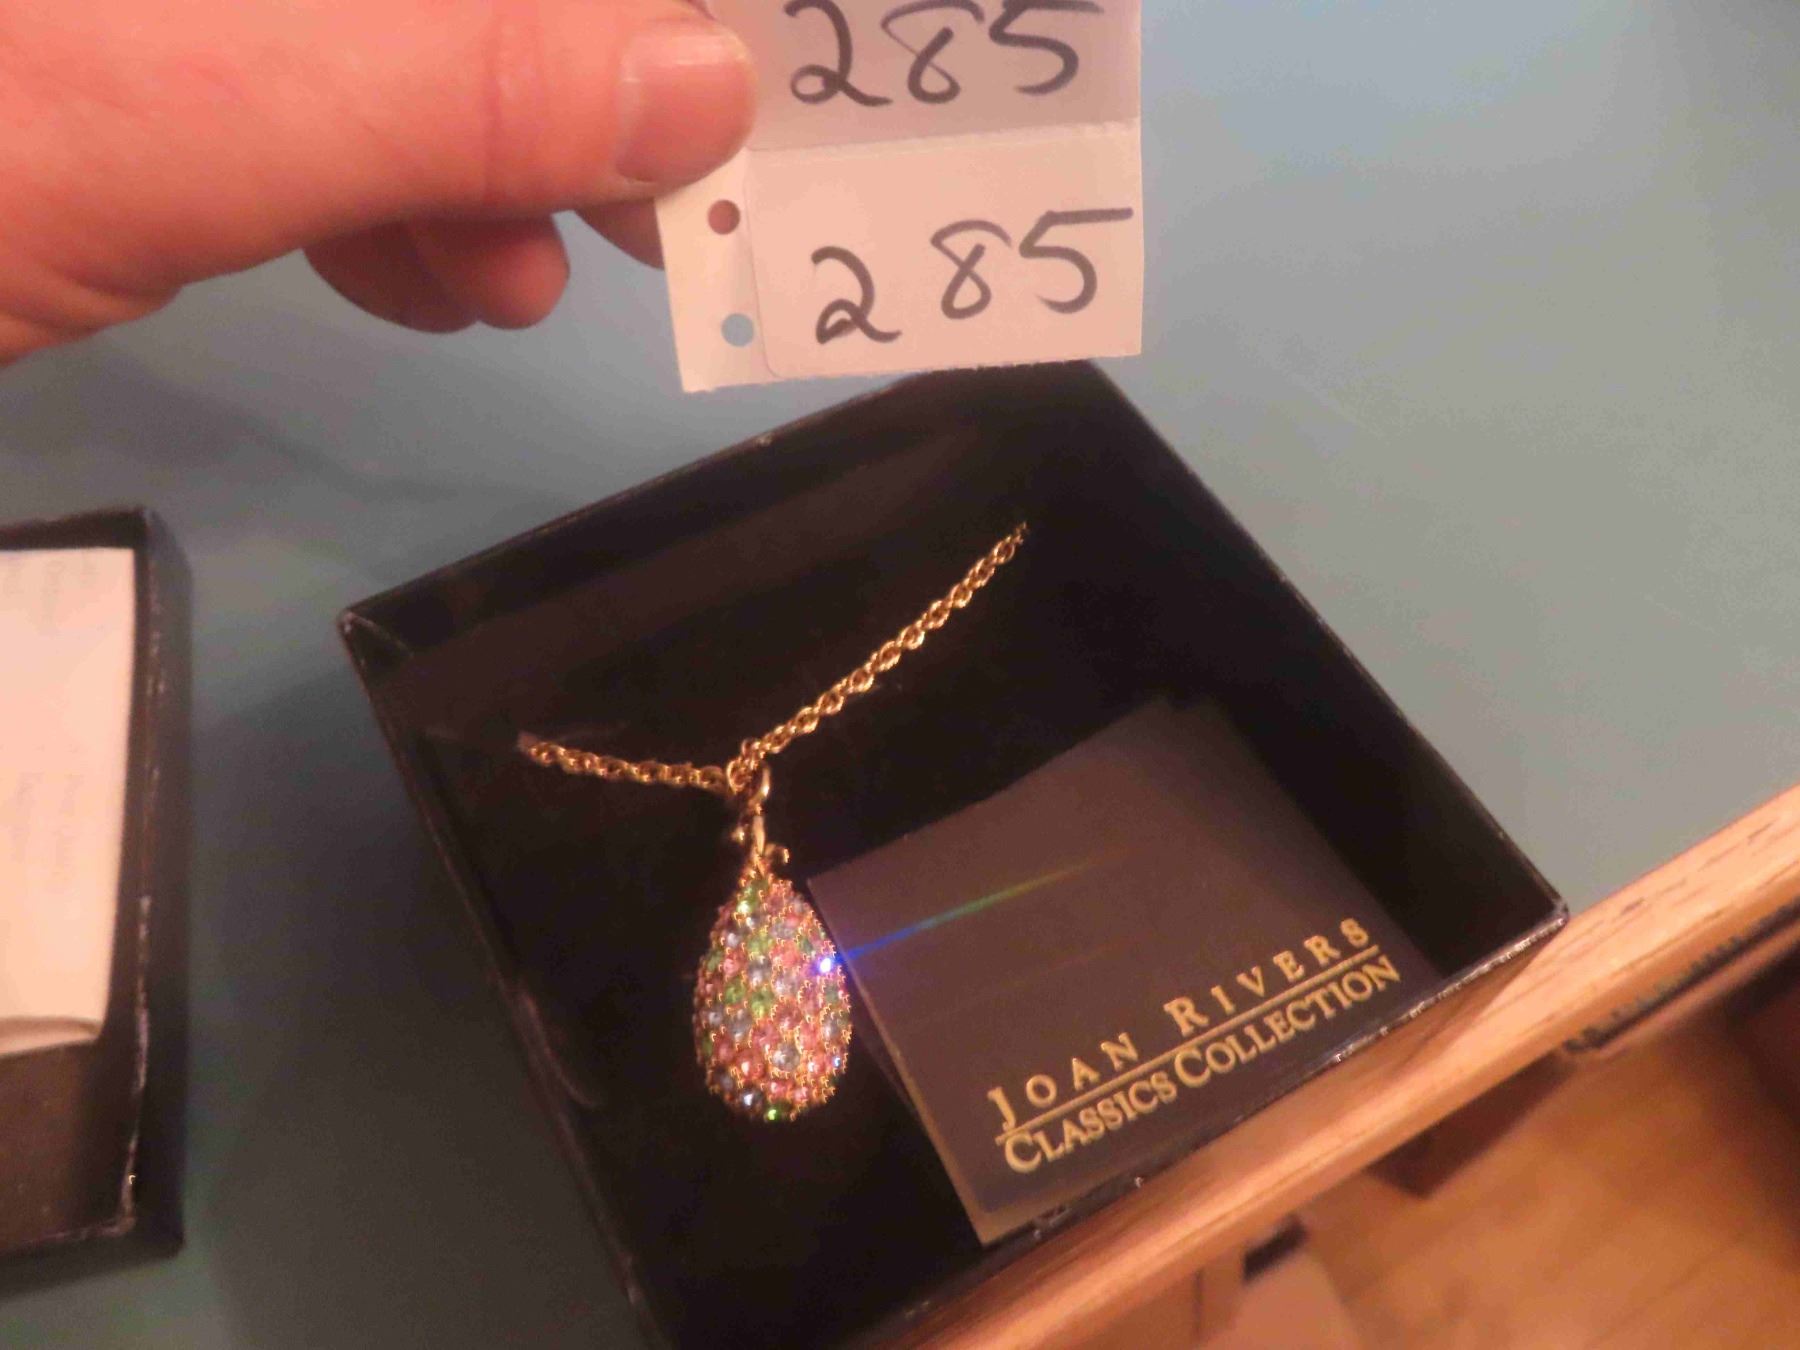 285
285
JOAN RIVERS
CLASSICS COLLECTION